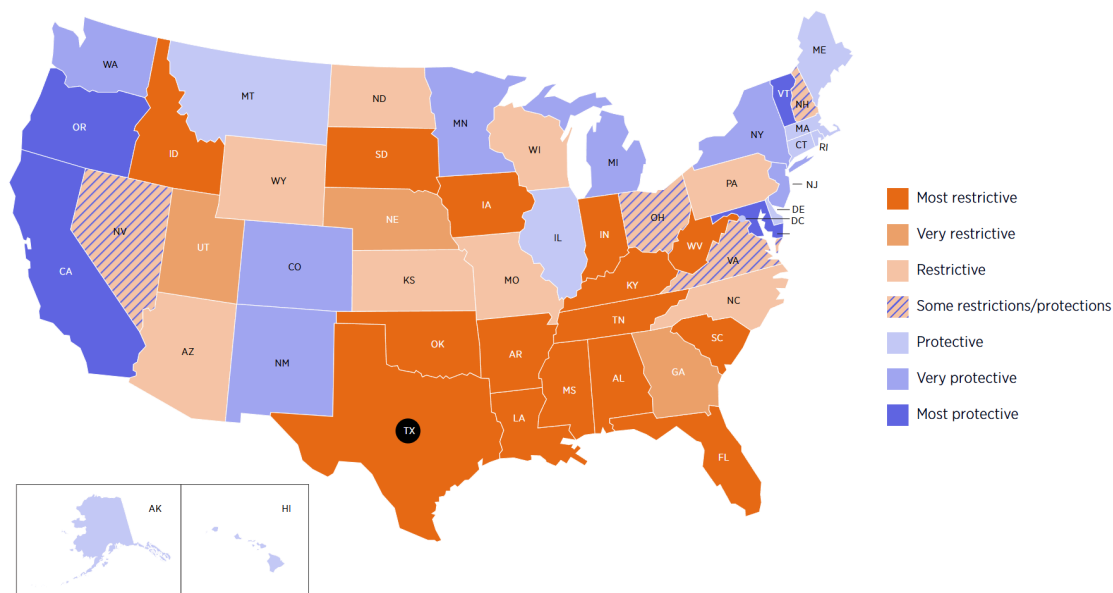 ME
WA
MT
ND
VT
NH
MN
OR
NY
MA
CT
RI
ID
SD
WI
MI
WY
PA
NJ
IA
NE
DE
OH
DC
NV
UT
IL
IN
WV
VA
CO
CA
KS
MO
KY
NC
TN
AZ
OK
NM
AR
SC
MS
AL
GA
LA
TX
FL
AK
HI
Most restrictive
Very restrictive
Restrictive
Some restrictions/protections
Protective
Very protective
Most protective